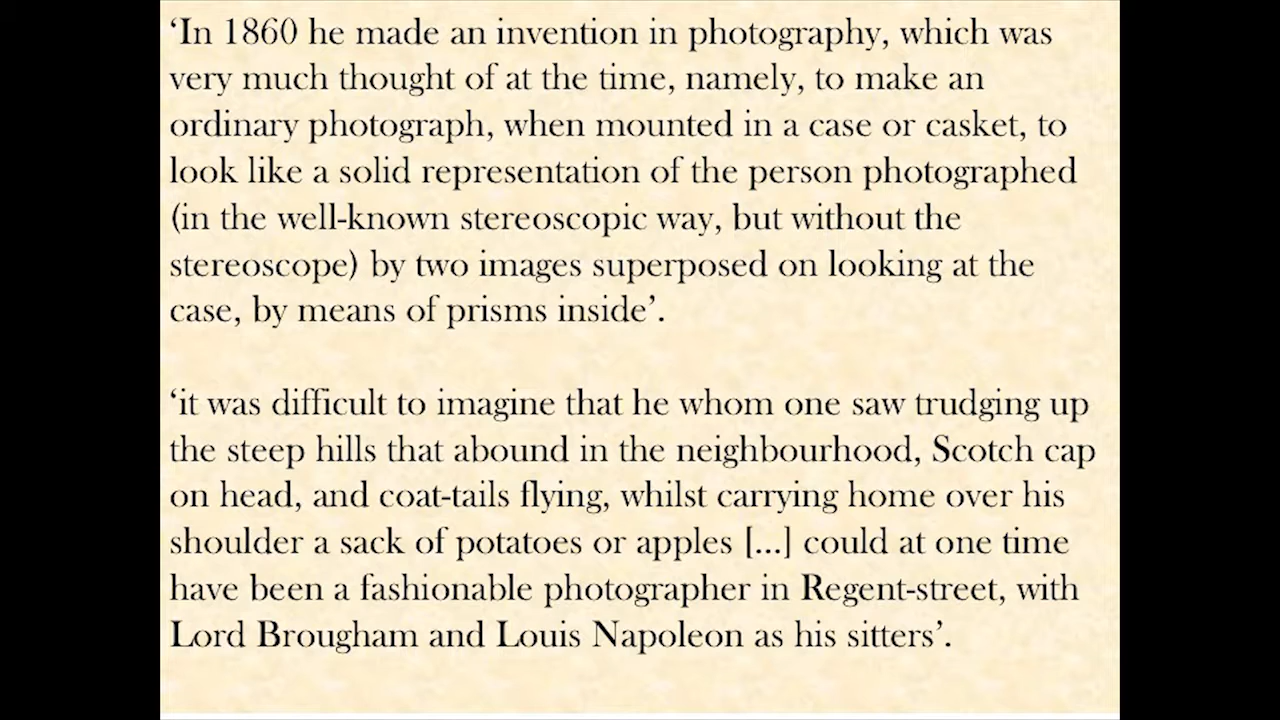 ‘In 1860 he made an invention in photography, which was
very much thought of at the time, namely, to make an
ordinary photograph, when mounted in a case or casket, to
look like a solid representation of the person photographed
(in the well-known stereoscopic way, but without the
stereoscope) by two images superposed on looking at the
case, by means of prisms inside’.
‘it was difficult to imagine that he whom one saw trudging up
the steep hills that abound in the neighbourhood, Scotch cap
on head, and coat-tails flying, whilst carrying home over his
shoulder a sack of potatoes or apples [...] could at one time
have been a fashionable photographer in Regent-street, with
Lord Brougham and Louis Napoleon as his sitters’.